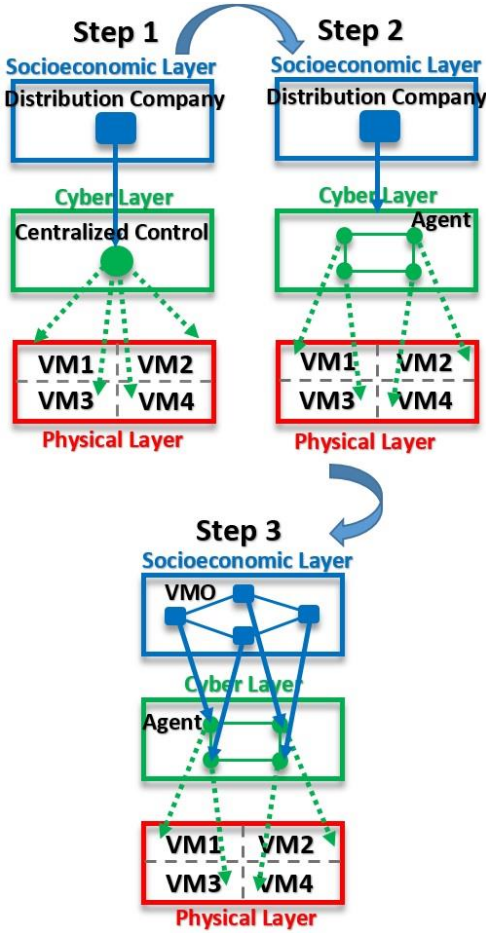 Step 1
Socioeconomic Layer
Distribution Company
Cyber Layer
Centralized Control
VM1 VM2
VM3 VM4
Physical Layer
Step 2
Socioeconomic Layer
Distribution Company
Cyber Layer
Agent
VM1 VM2
VM3 VM4
Physical Layer
Step 3
Socioeconomic Layer
VMO
Cyber Layer
Agent
VM1 VM2
VM3 VM4
Physical Layer